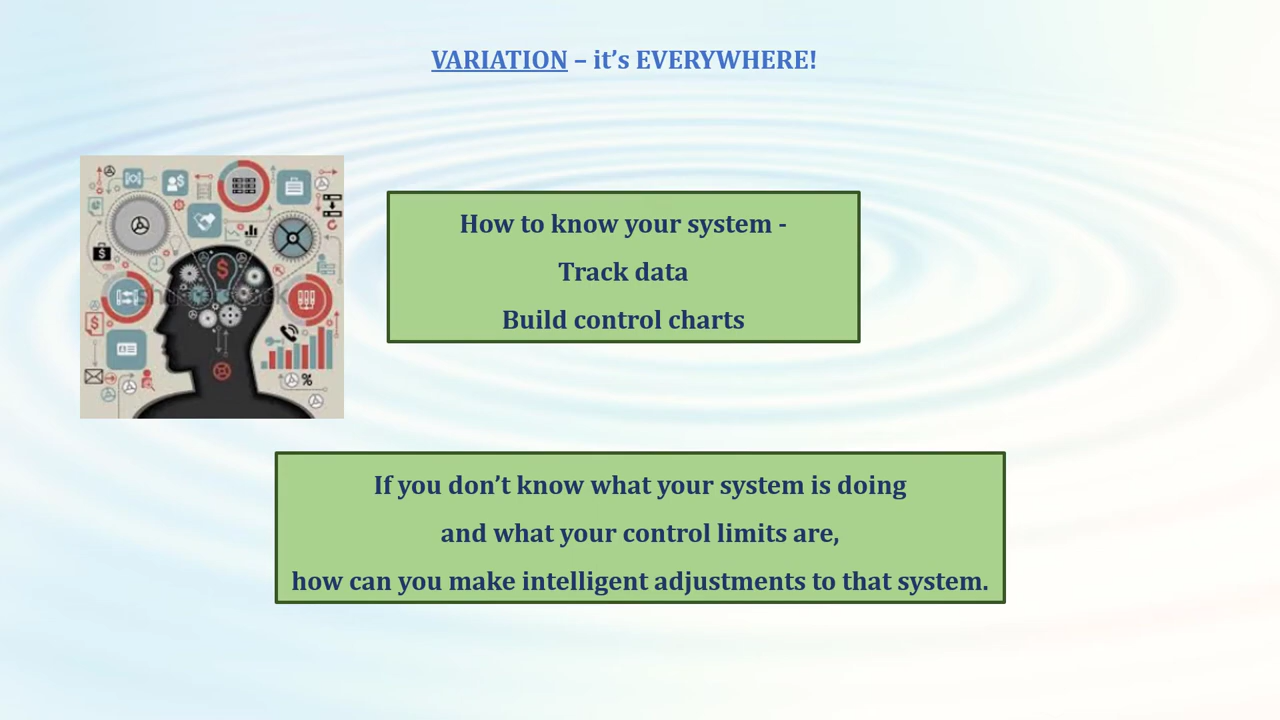 VARIATION – it's EVERYWHERE!
How to know your system -
Track data
Build control charts
If you don't know what your system is doing
and what your control limits are,
how can you make intelligent adjustments to that system.